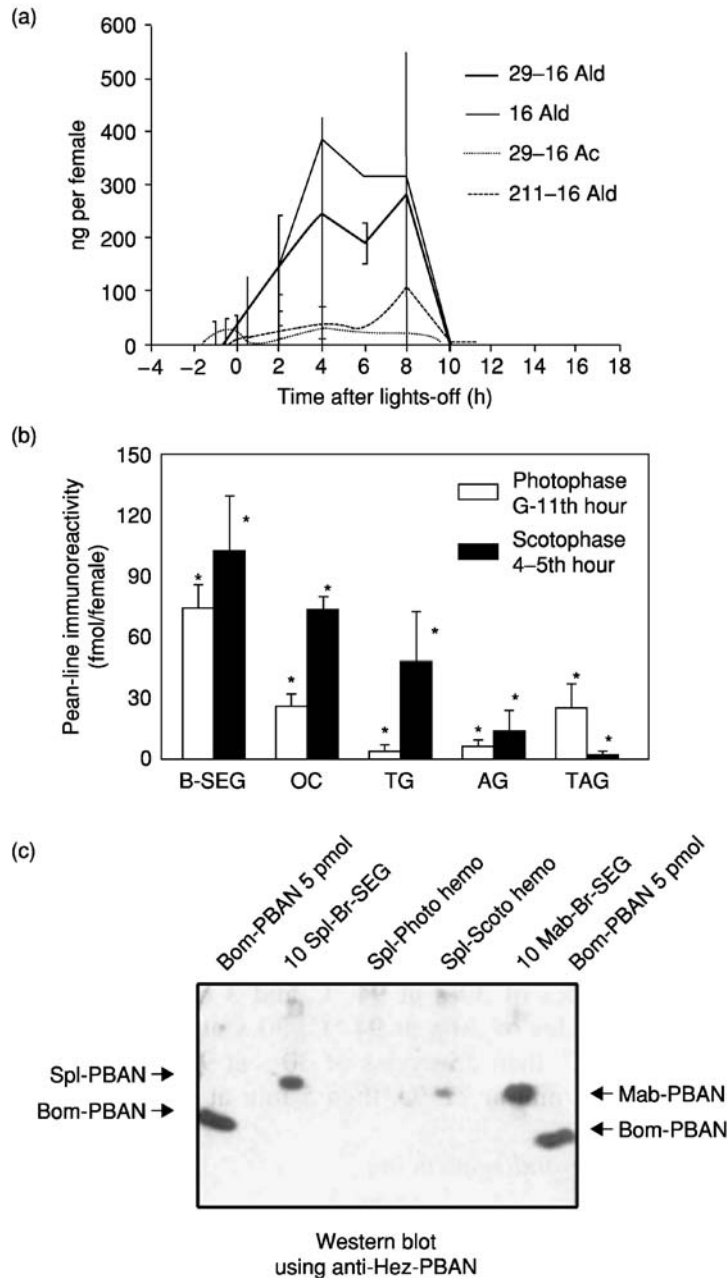 (a)
600
500
400
300
200
100
0
ng per female
29–16 Ald
16 Ald
29–16 Ac
211–16 Ald
−4 −2 0 2 4 6 8 10 12 14 16 18
Time after lights-off (h)
(b)
150
120
90
60
30
0
Pean-line immunoreactivity
(fmol/female)
Photophase
G-11th hour
Scotophase
4–5th hour
* * * * * * * * * *
B-SEG OC TG AG TAG
(c)
Bom-PBAN 5 pmol
10 Spl-Br-SEG
Spl-Photo hemo
Spl-Scoto hemo
10 Mab-Br-SEG
Bom-PBAN 5 pmol
Spl-PBAN
Bom-PBAN
Mab-PBAN
Bom-PBAN
Western blot
using anti-Hez-PBAN